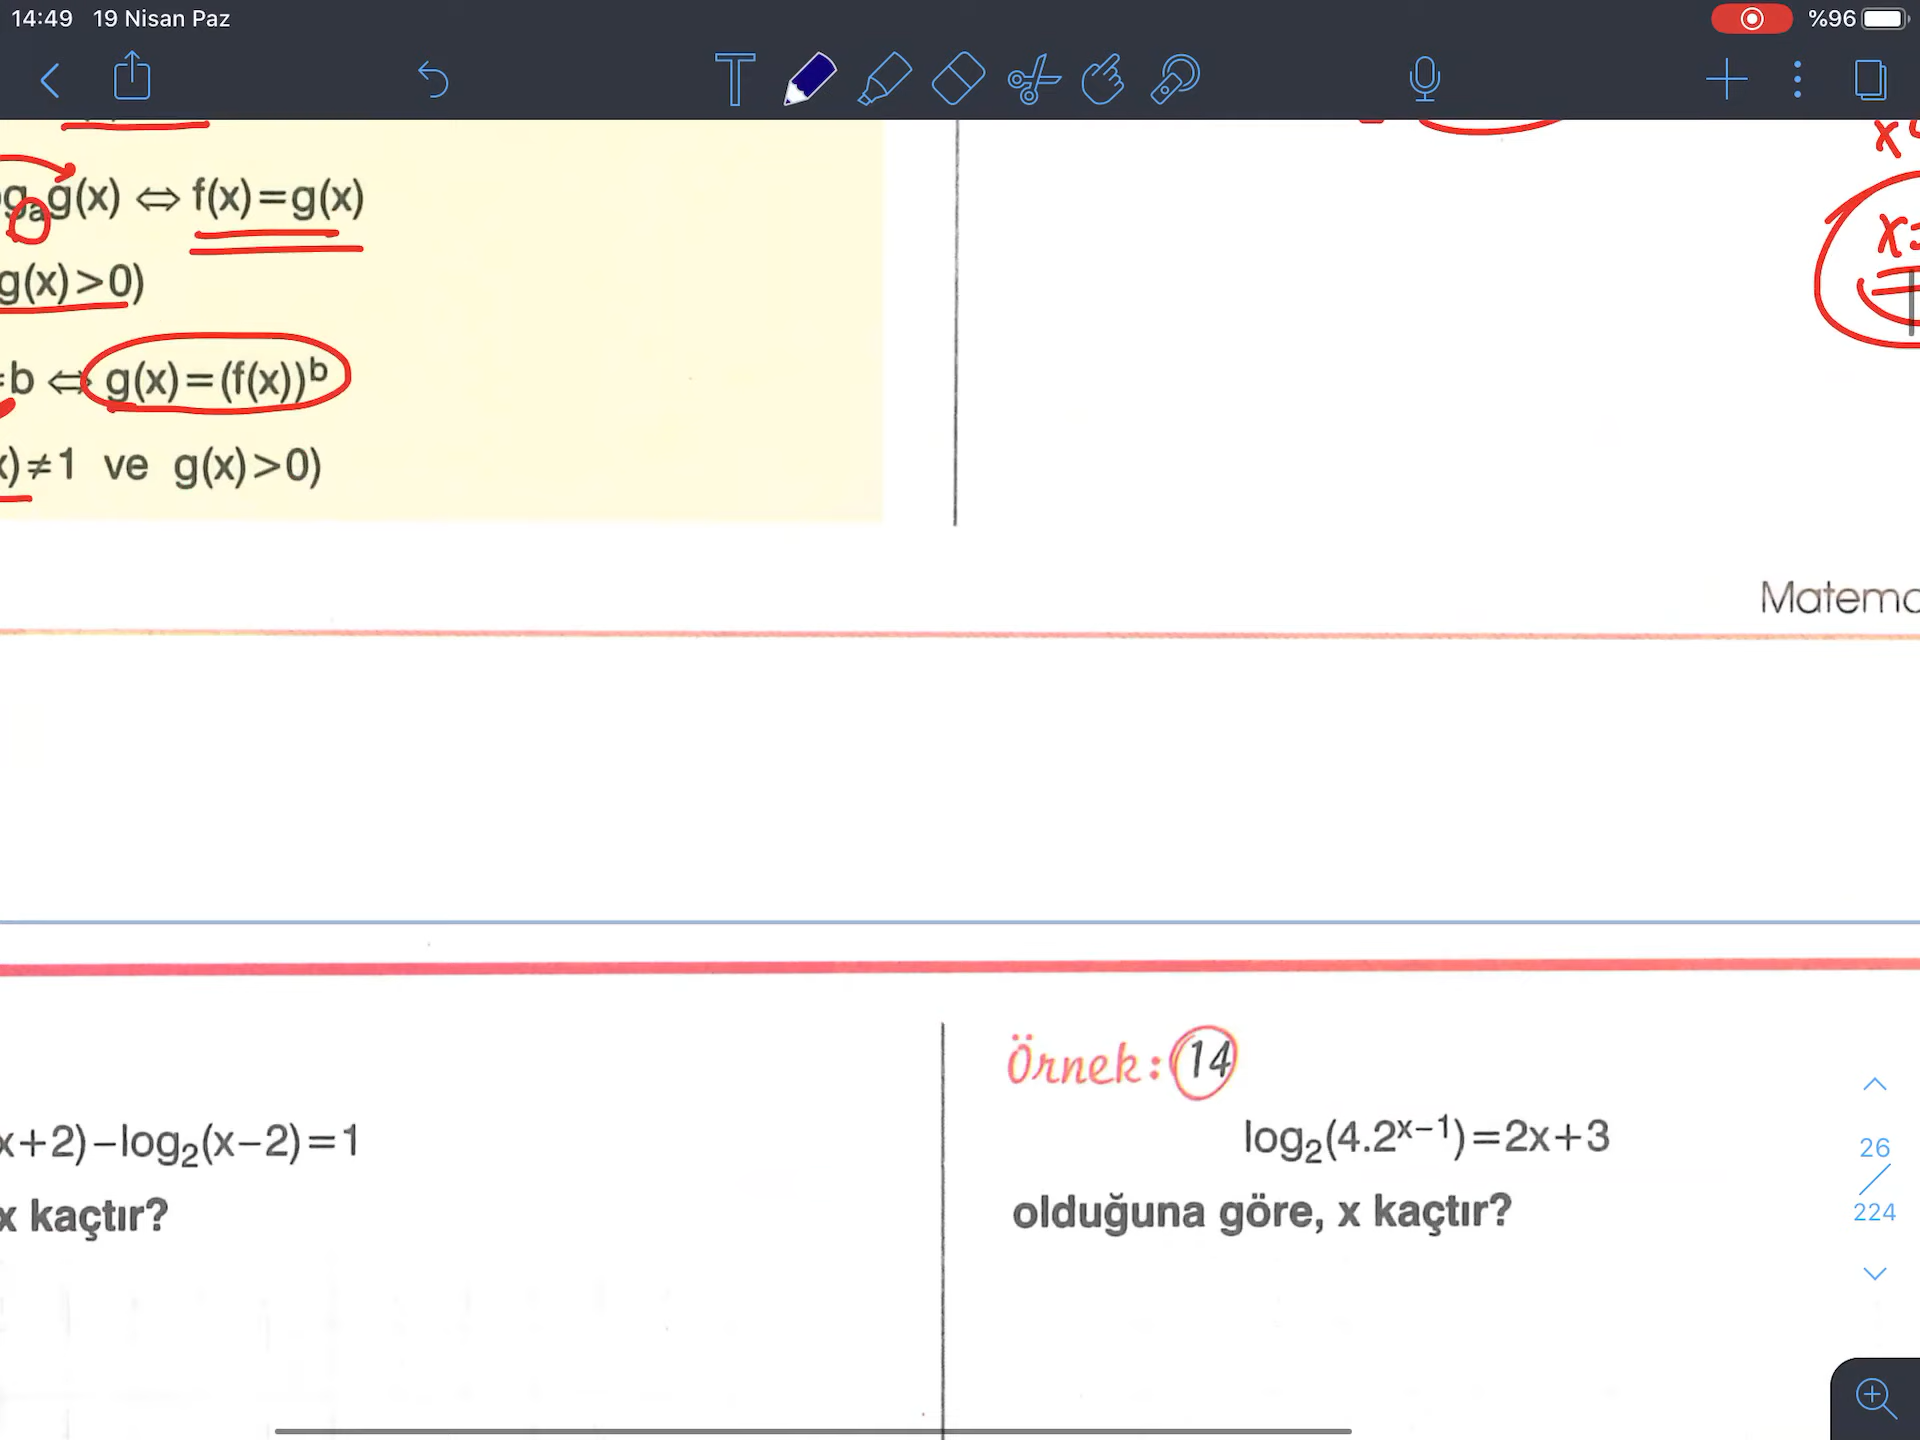 14:49 19 Nisan Paz
%96
g(x) ⇔ f(x)=g(x)
g(x)>0)
=b ⇔ g(x)=(f(x))ᵇ
x)≠1 ve g(x)>0)
x=
Matema
x+2)−log₂(x−2)=1
x kaçtır?
Örnek: 14
log₂(4.2ˣ⁻¹)=2x+3
olduğuna göre, x kaçtır?
26
224